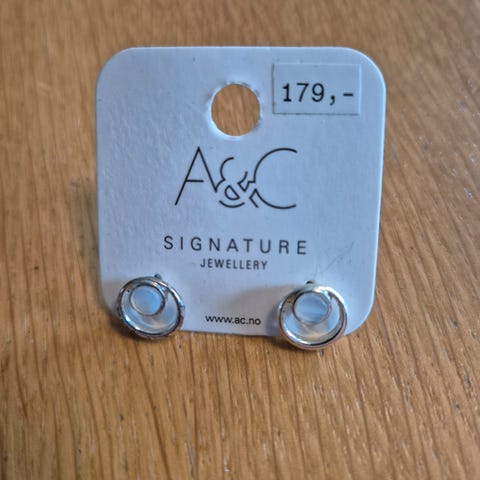 179,-
A&C
SIGNATURE
JEWELLERY
www.ac.no